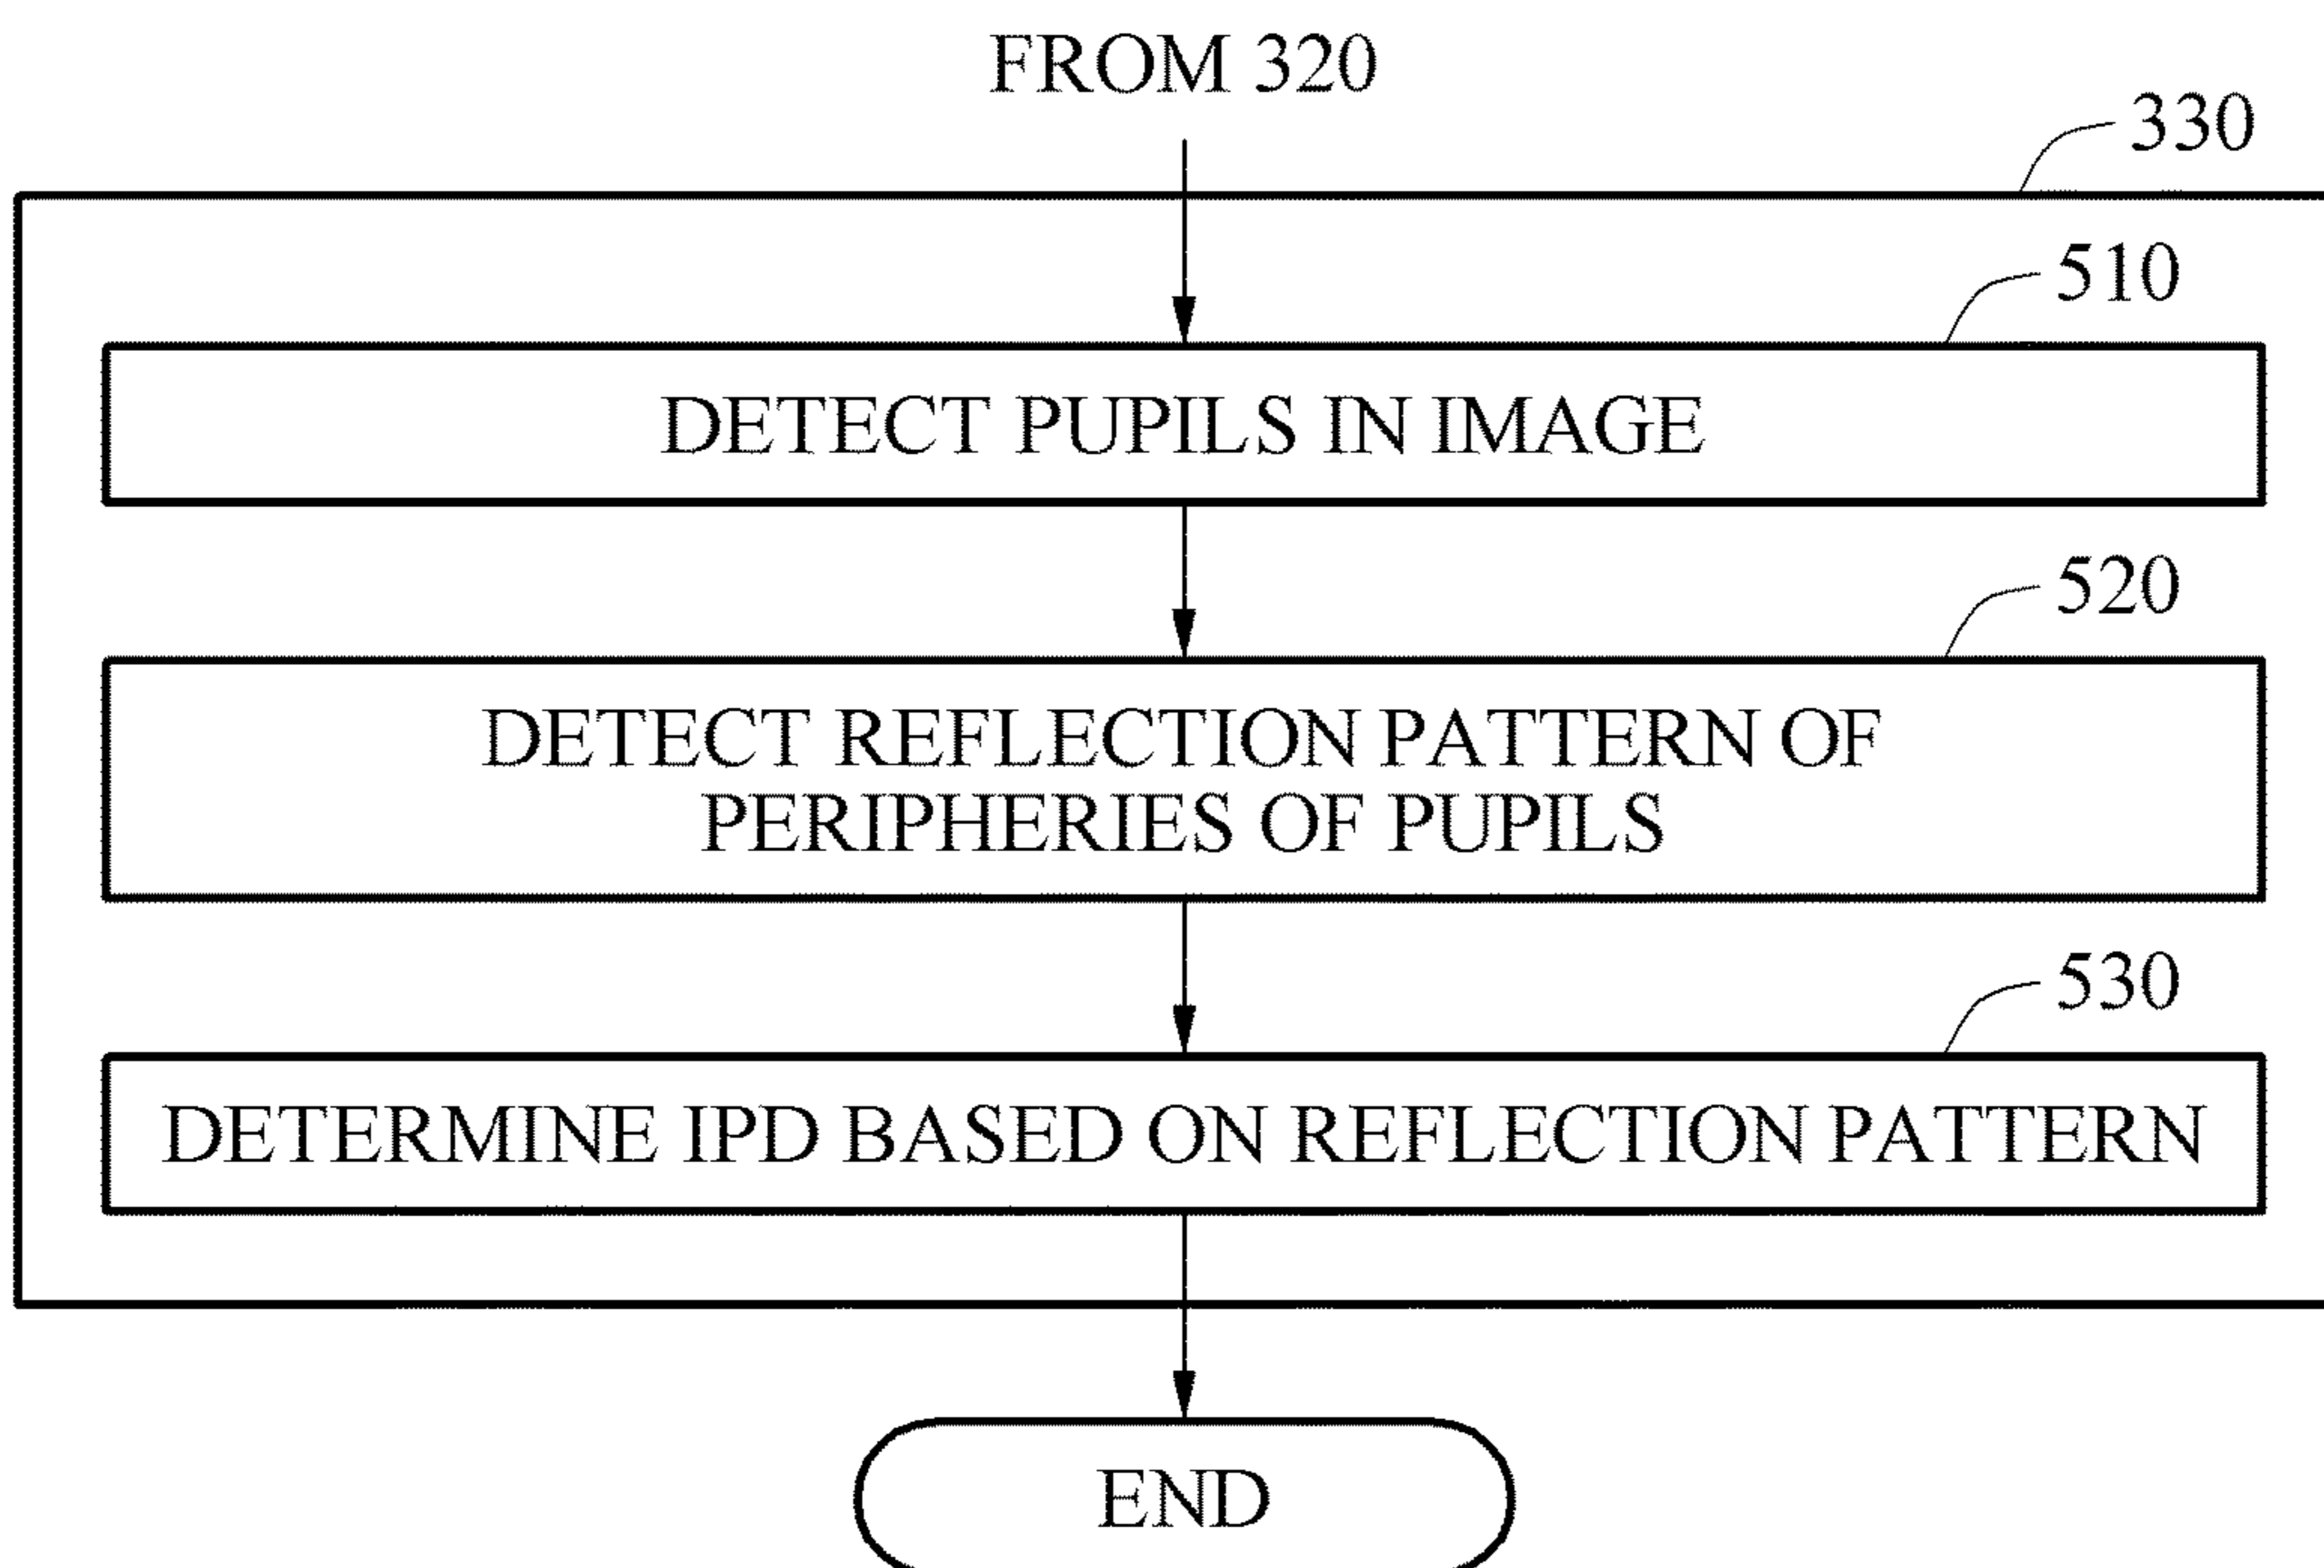 FROM 320
330
510
DETECT PUPILS IN IMAGE
520
DETECT REFLECTION PATTERN OF
PERIPHERIES OF PUPILS
530
DETERMINE IPD BASED ON REFLECTION PATTERN
END